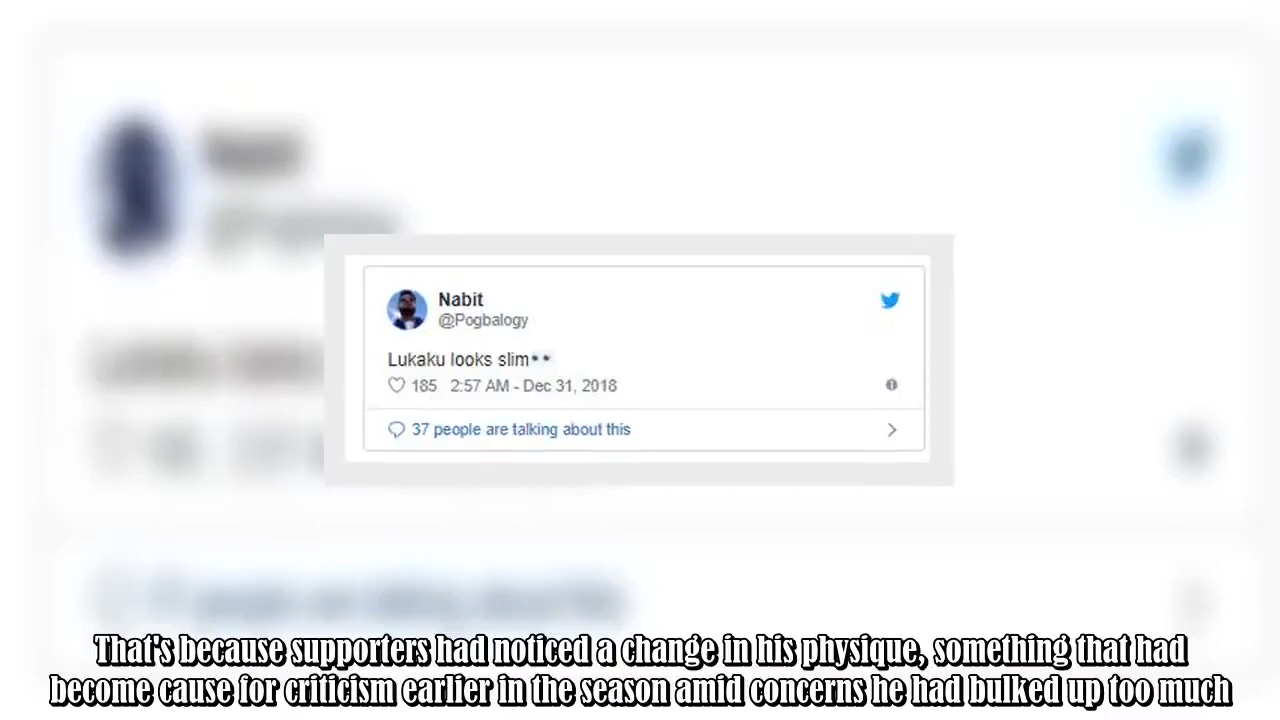 Nabit
@Pogbalogy
Lukaku looks slim
185 2:57 AM - Dec 31, 2018
37 people are talking about this
That's because supporters had noticed a change in his physique, something that had
become cause for criticism earlier in the season amid concerns he had bulked up too much